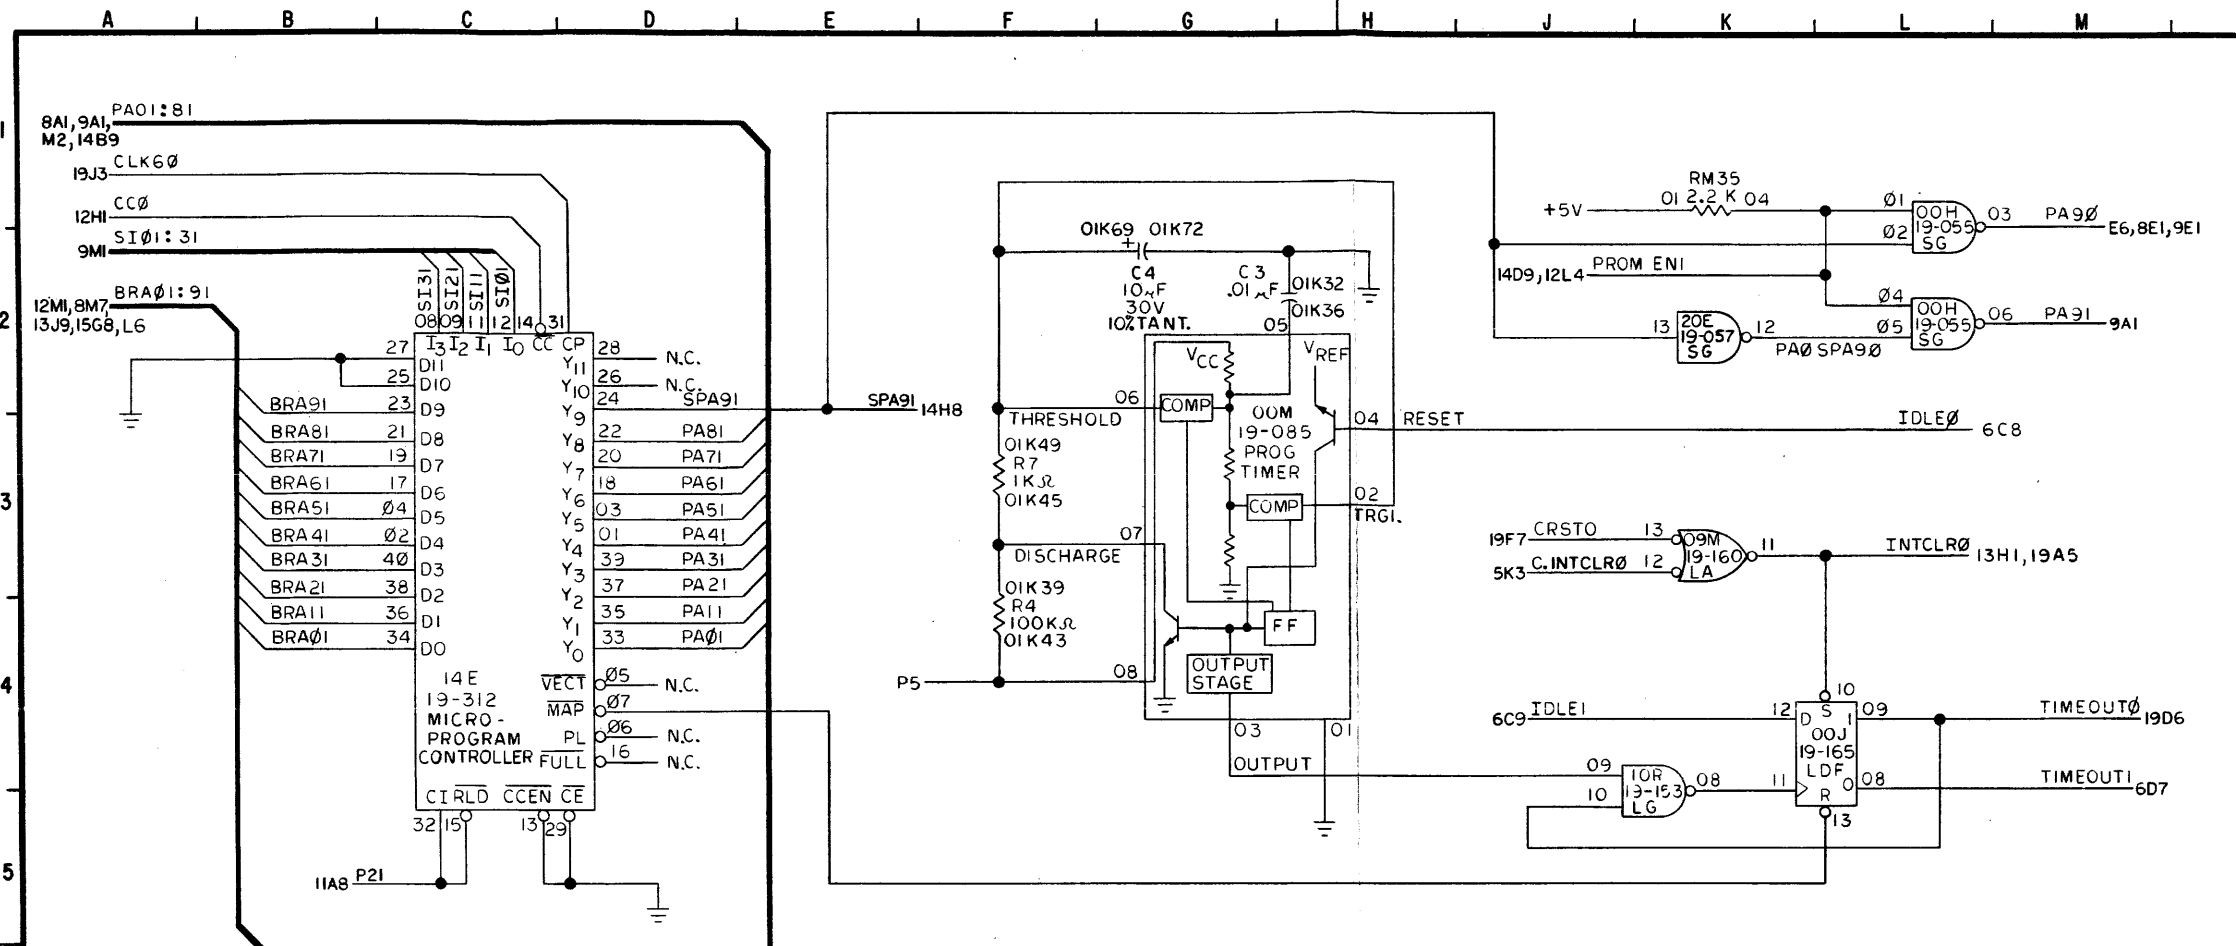 A B C D E F G H J K L M
1
2
3
4
5
8A1, 9A1,
M2, 14B9
PA01:81
19J3 CLK6Ø
12H1 CCØ
9M1 SIØ1:31
12M1, 8M7,
13J9, 15G8, L6
BRAØ1:91
SI31
SI21
SI11
SIØ1
08 09 11 12 14 31
I3 I2 I1 I0 CC CP
27 D11
25 D10
BRA91 23 D9
BRA81 21 D8
BRA71 19 D7
BRA61 17 D6
BRA51 Ø4 D5
BRA41 Ø2 D4
BRA31 40 D3
BRA21 38 D2
BRA11 36 D1
BRAØ1 34 D0
Y11 28 N.C.
Y10 26 N.C.
Y9 24 SPA91
Y8 22 PA81
Y7 20 PA71
Y6 18 PA61
Y5 03 PA51
Y4 01 PA41
Y3 39 PA31
Y2 37 PA21
Y1 35 PA11
Y0 33 PAØ1
14E
19-312
MICRO-
PROGRAM
CONTROLLER
VECT Ø5 N.C.
MAP Ø7
PL Ø6 N.C.
FULL 16 N.C.
CI RLD CCEN CE
32 15 13 29
11A8 P21
SPA91 14H8
01K69 01K72
+
C4
10µF
30V
10% TANT.
C3
.01µF
01K32
01K36
05
VCC
VREF
06
THRESHOLD
COMP
00M
19-085
PROG
TIMER
04 RESET
IDLEØ 6C8
01K49
R7
1KΩ
01K45
COMP
02
TRGI.
07
DISCHARGE
01K39
R4
100KΩ
01K43
FF
P5
08
OUTPUT
STAGE
03
01
OUTPUT
RM35
+5V 01 2.2K 04
Ø1
Ø2
00H
19-055
SG
03 PA9Ø E6, 8E1, 9E1
14D9, 12L4 PROM EN1
Ø4
Ø5
00H
19-055
SG
06 PA91 9A1
13
20E
19-057
SG
12
PAØ SPA9Ø
19F7 CRSTO 13
5K3 C.INTCLRØ 12
09M
19-160
LA
11
INTCLRØ 13H1, 19A5
10
6C9 IDLE1 12 D S 1 09 TIMEOUTØ 19D6
00J
19-165
LDF
09
10
10R
19-153
LG
08
11
0 08 TIMEOUT1 6D7
R
13